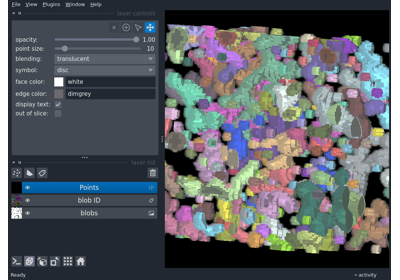 File View Plugins Window Help
layer controls
opacity: 1.00
point size: 10
blending: translucent
symbol: disc
face color: white
edge color: dimgrey
display text:
out of slice:
layer list
Points
blob ID
blobs
Ready
activity